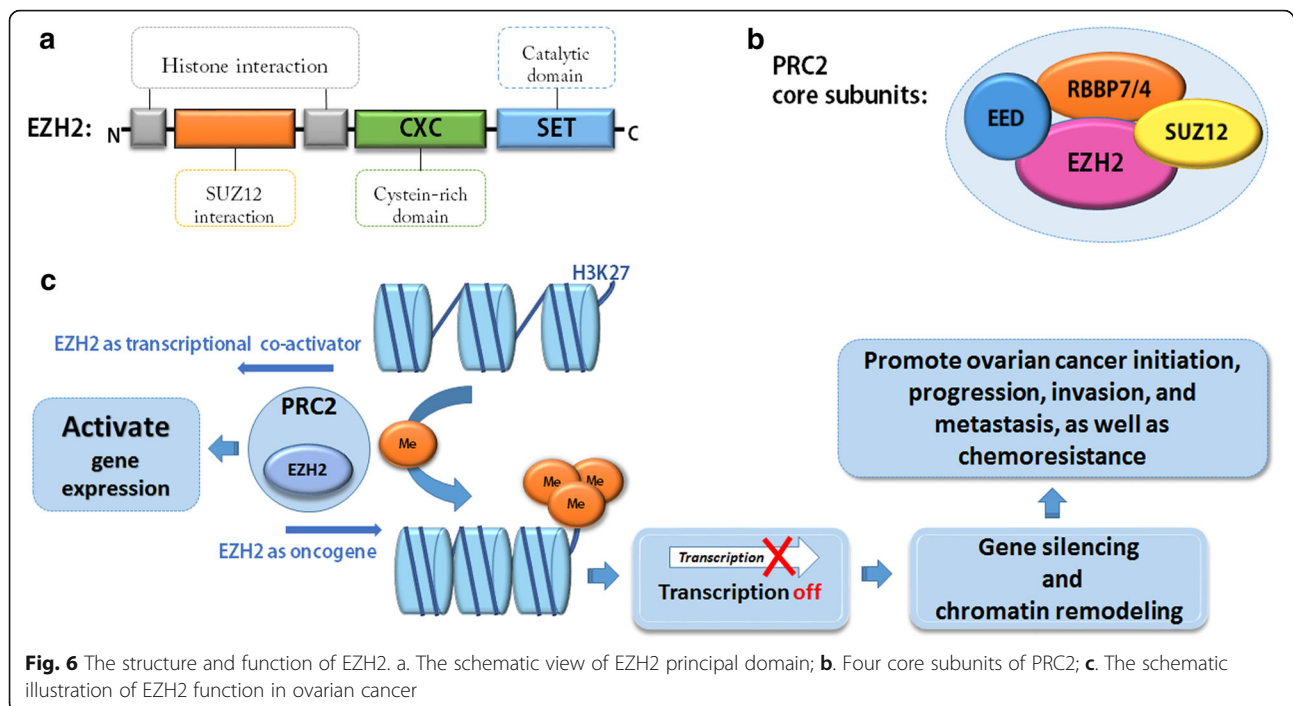 a
Histone interaction
Catalytic
domain
EZH2:
N
CXC
SET
C
SUZ12
interaction
Cystein-rich
domain
b
PRC2
core subunits:
RBBP7/4
EED
SUZ12
EZH2
c
H3K27
EZH2 as transcriptional co-activator
PRC2
EZH2
Activate
gene
expression
Me
EZH2 as oncogene
Me
Me
Me
Transcription
Transcription off
Gene silencing
and
chromatin remodeling
Promote ovarian cancer initiation,
progression, invasion, and
metastasis, as well as
chemoresistance
Fig. 6 The structure and function of EZH2. a. The schematic view of EZH2 principal domain; b. Four core subunits of PRC2; c. The schematic
illustration of EZH2 function in ovarian cancer